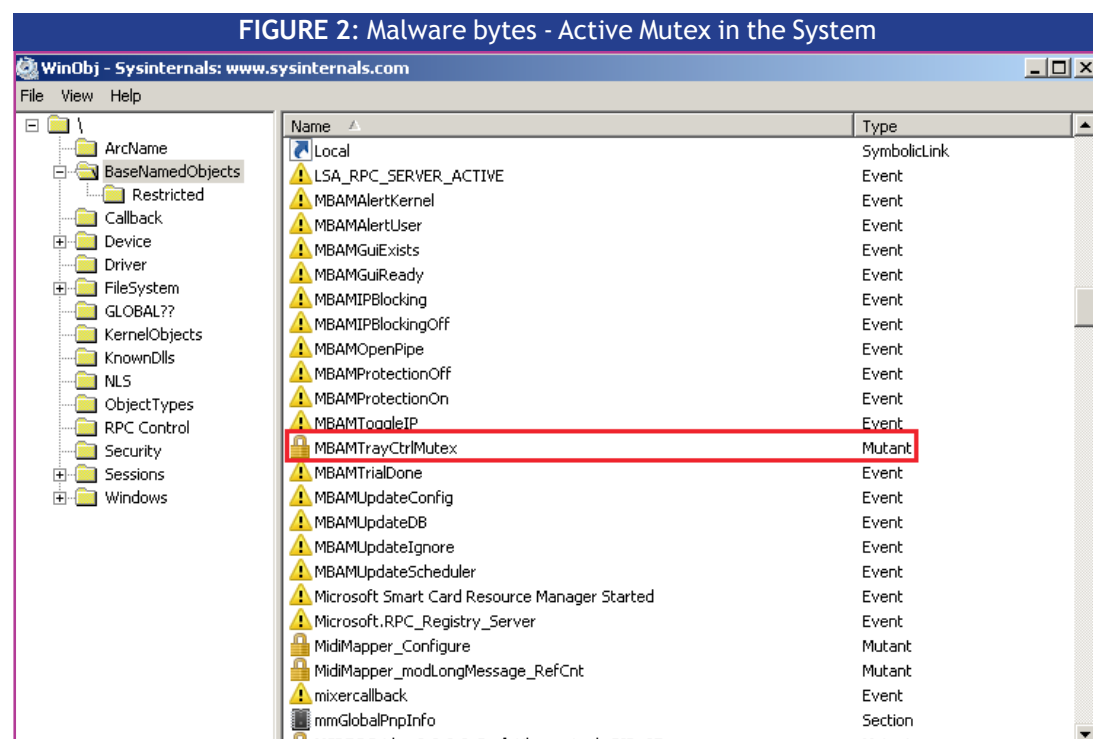 FIGURE 2: Malware bytes - Active Mutex in the System
WinObj - Sysinternals: www.sysinternals.com
File View Help
\
ArcName
BaseNamedObjects
Restricted
Callback
Device
Driver
FileSystem
GLOBAL??
KernelObjects
KnownDlls
NLS
ObjectTypes
RPC Control
Security
Sessions
Windows
Name Type
Local SymbolicLink
LSA_RPC_SERVER_ACTIVE Event
MBAMAlertKernel Event
MBAMAlertUser Event
MBAMGuiExists Event
MBAMGuiReady Event
MBAMIPBlocking Event
MBAMIPBlockingOff Event
MBAMOpenPipe Event
MBAMProtectionOff Event
MBAMProtectionOn Event
MBAMToggleIP Event
MBAMTrayCtrlMutex Mutant
MBAMTrialDone Event
MBAMUpdateConfig Event
MBAMUpdateDB Event
MBAMUpdateIgnore Event
MBAMUpdateScheduler Event
Microsoft Smart Card Resource Manager Started Event
Microsoft.RPC_Registry_Server Event
MidiMapper_Configure Mutant
MidiMapper_modLongMessage_RefCnt Mutant
mixercallback Event
mmGlobalPnpInfo Section